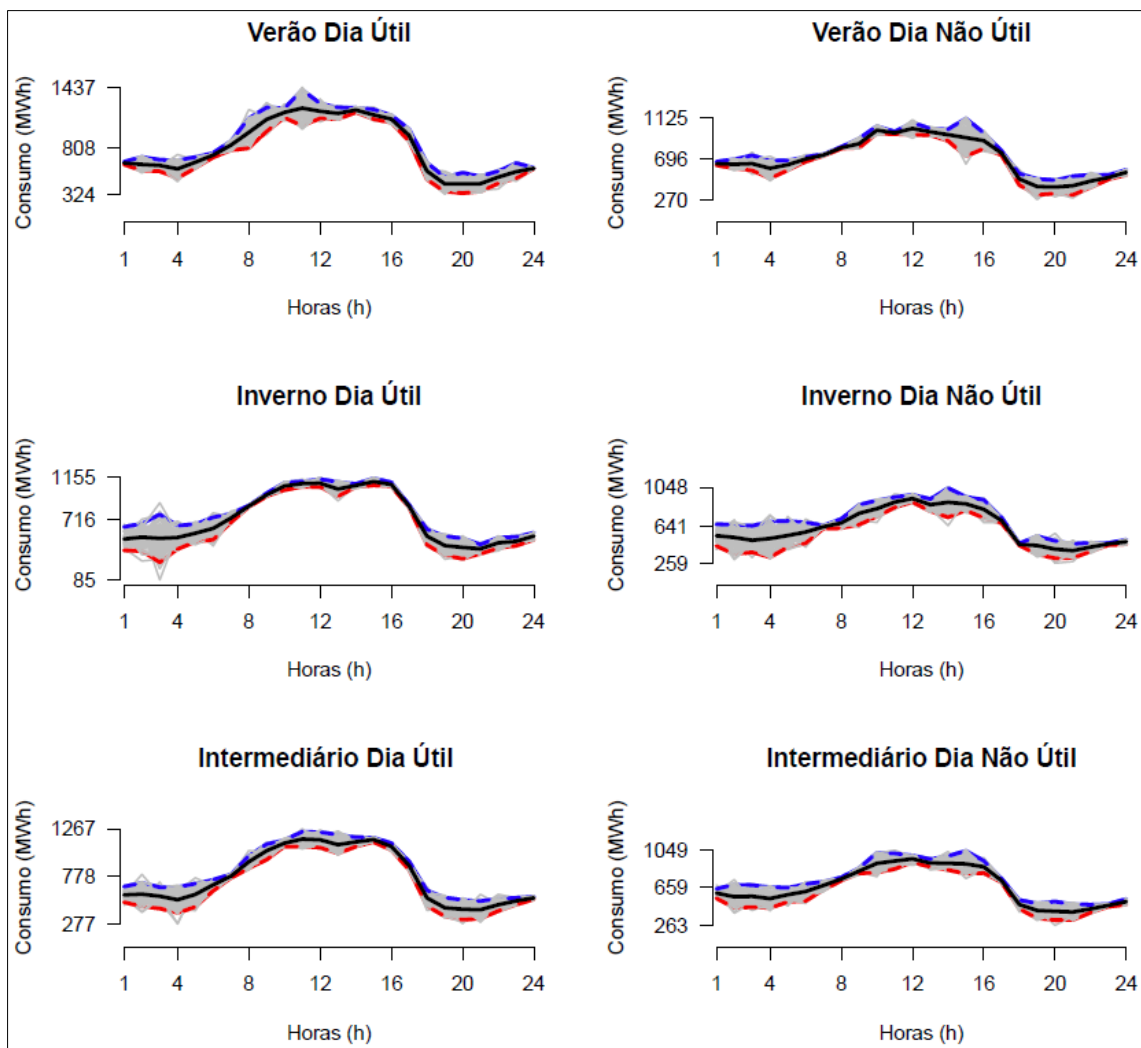 Verão Dia Útil
Consumo (MWh)
1437
808
324
1 4 8 12 16 20 24
Horas (h)
Verão Dia Não Útil
Consumo (MWh)
1125
696
270
1 4 8 12 16 20 24
Horas (h)
Inverno Dia Útil
Consumo (MWh)
1155
716
85
1 4 8 12 16 20 24
Horas (h)
Inverno Dia Não Útil
Consumo (MWh)
1048
641
259
1 4 8 12 16 20 24
Horas (h)
Intermediário Dia Útil
Consumo (MWh)
1267
778
277
1 4 8 12 16 20 24
Horas (h)
Intermediário Dia Não Útil
Consumo (MWh)
1049
659
263
1 4 8 12 16 20 24
Horas (h)